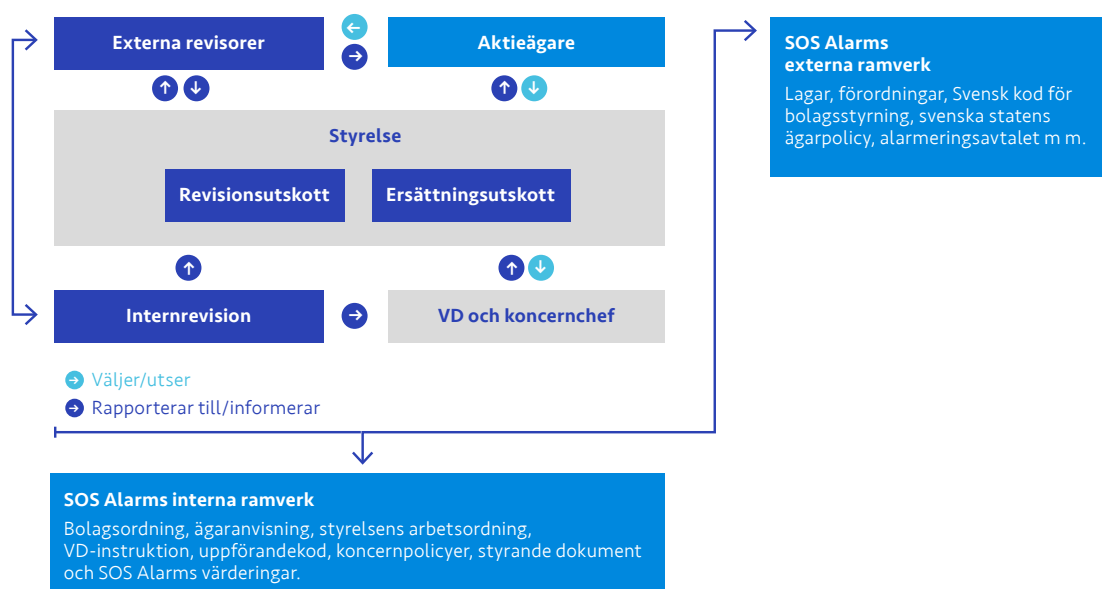 Externa revisorer
Aktieägare
Styrelse
Revisionsutskott
Ersättningsutskott
Internrevision
VD och koncernchef
Väljer/utser
Rapporterar till/informerar
SOS Alarms
externa ramverk
Lagar, förordningar, Svensk kod för
bolagsstyrning, svenska statens
ägarpolicy, alarmeringsavtalet m m.
SOS Alarms interna ramverk
Bolagsordning, ägaranvisning, styrelsens arbetsordning,
VD-instruktion, uppförandekod, koncernpolicyer, styrande dokument
och SOS Alarms värderingar.